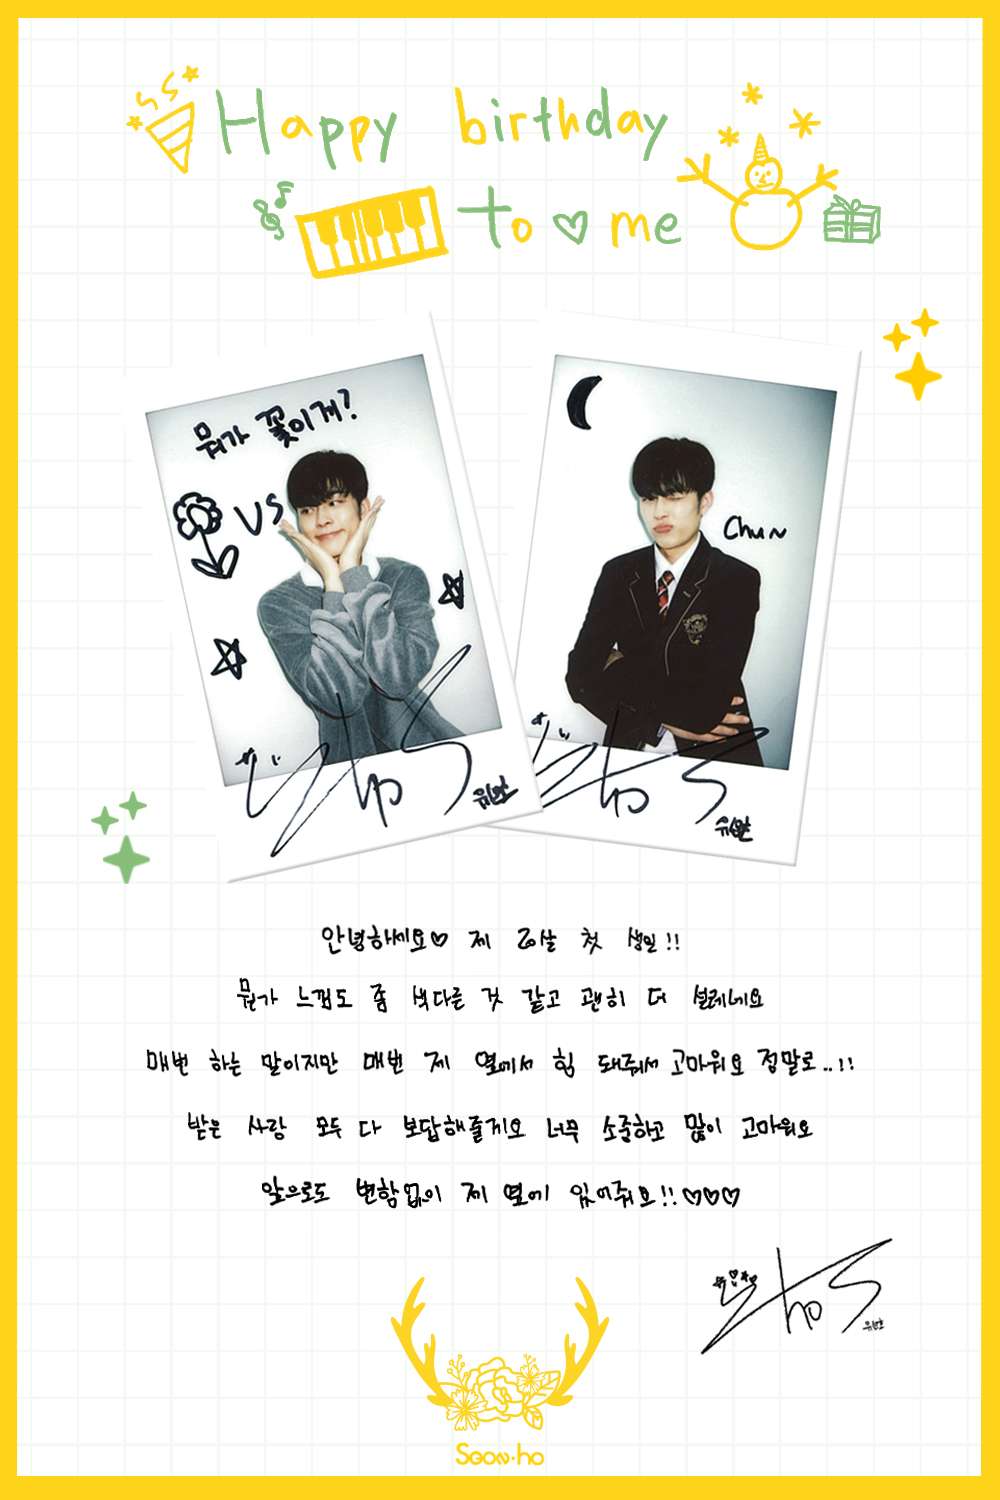 Happy birthday
to♡me
뭐가 꽃이게?
VS
Chu~
안녕하세요♡ 제 20살 첫 생일!!
뭔가 느낌도 좀 색다른 것 같고 괜히 더 설레네요
매번 하는 말이지만 매번 제 옆에서 힘 돼줘서 고마워요 정말로..!!
받은 사랑 모두 다 보답해줄게요 너무 소중하고 많이 고마워요
앞으로도 변함없이 제 옆에 있어줘요!!♡♡♡
Soon·ho